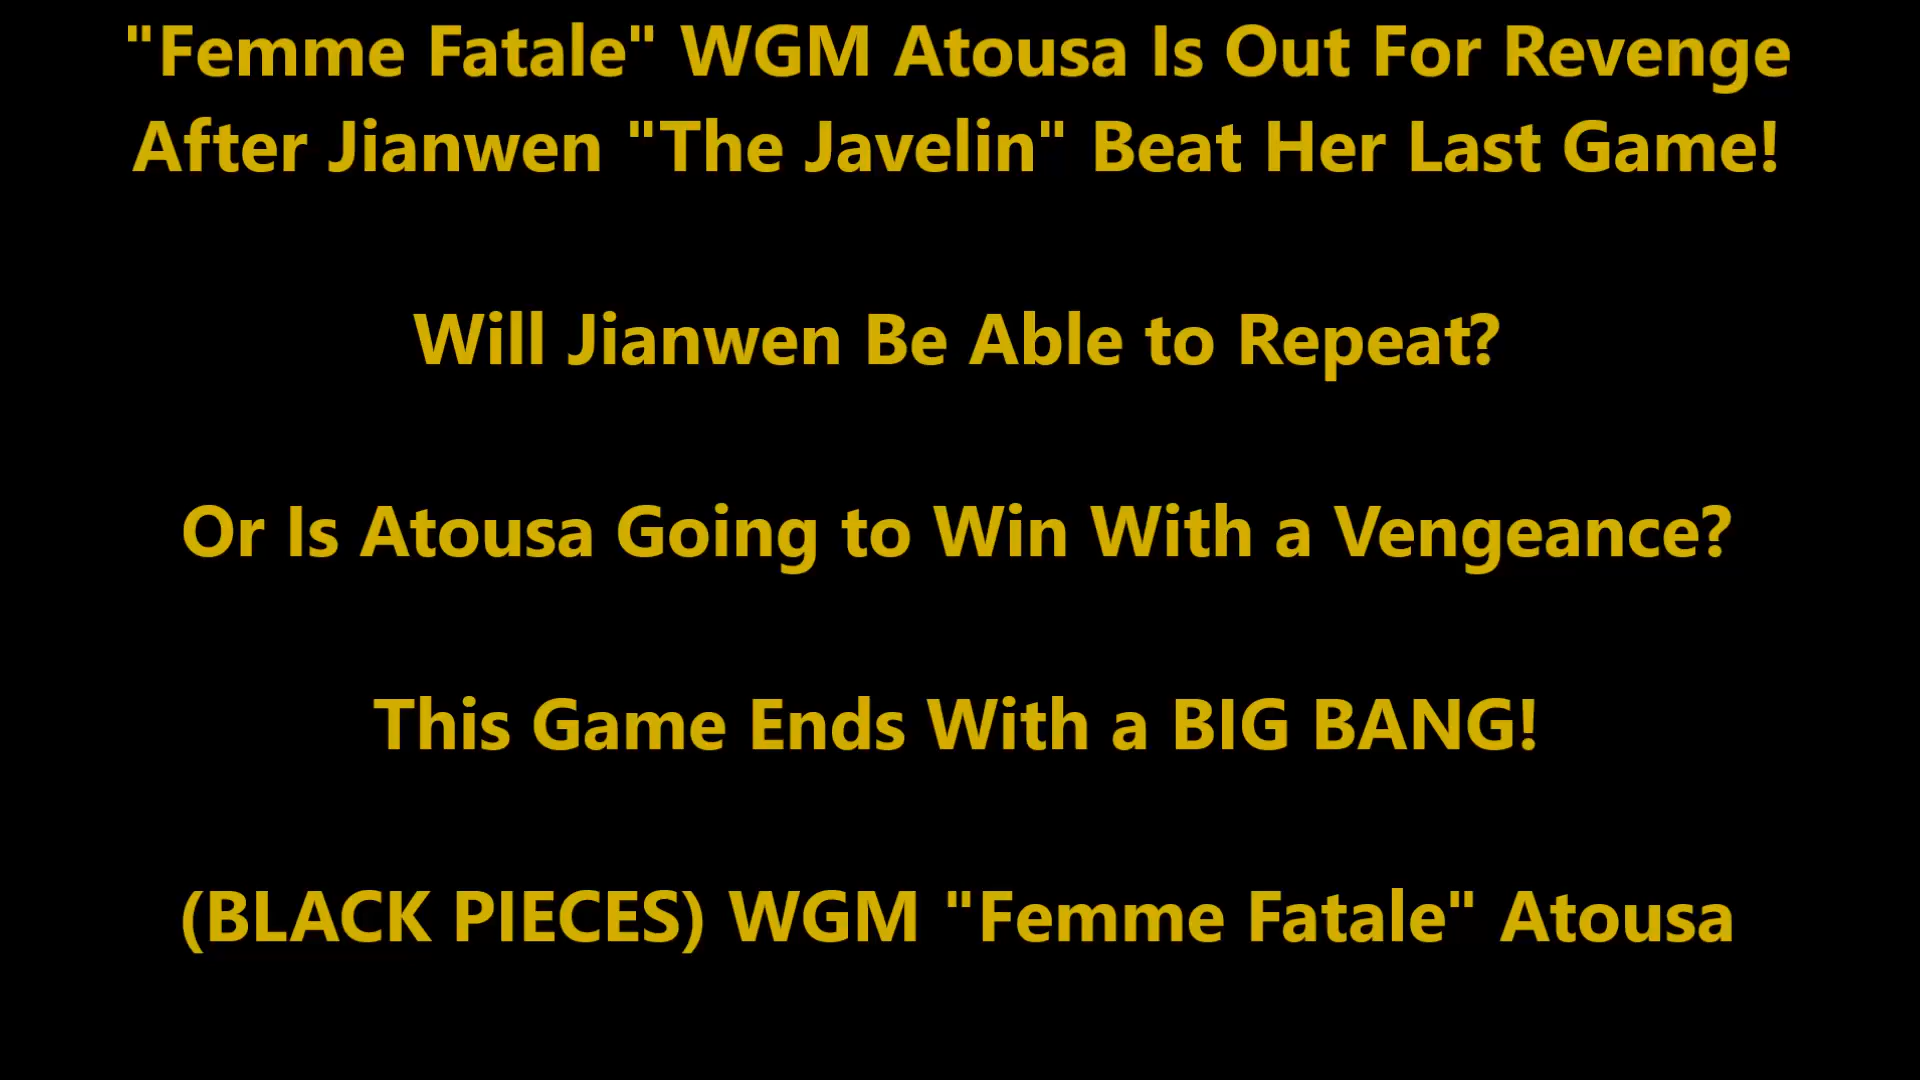 "Femme Fatale" WGM Atousa Is Out For Revenge
After Jianwen "The Javelin" Beat Her Last Game!
Will Jianwen Be Able to Repeat?
Or Is Atousa Going to Win With a Vengeance?
This Game Ends With a BIG BANG!
(BLACK PIECES) WGM "Femme Fatale" Atousa